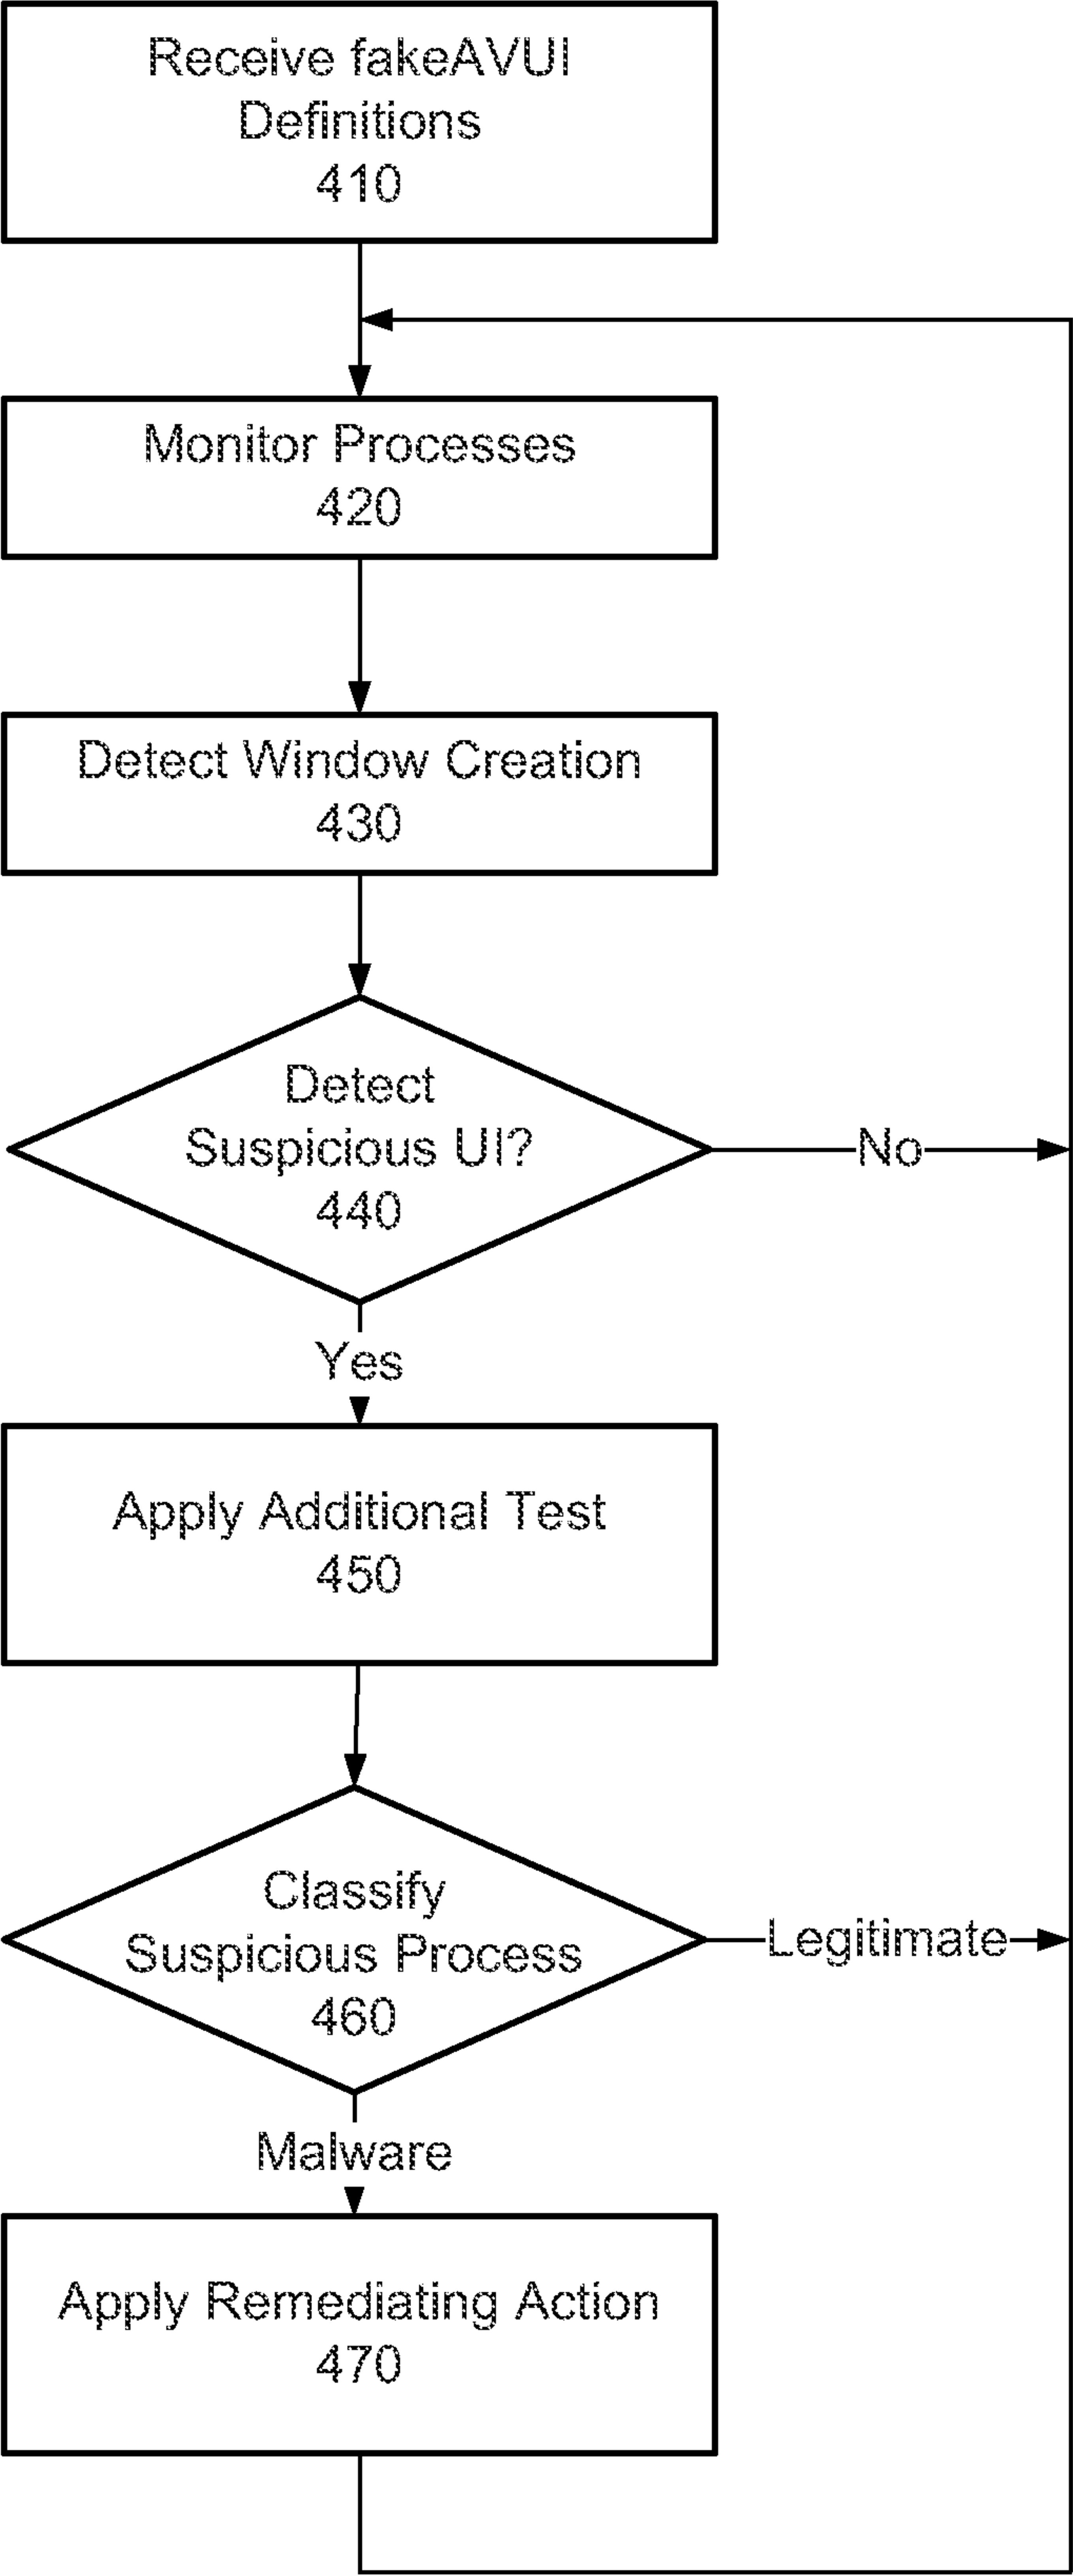 Receive fakeAVUI
Definitions
410
Monitor Processes
420
Detect Window Creation
430
Detect
Suspicious UI?
440
No
Yes
Apply Additional Test
450
Classify
Suspicious Process
460
Legitimate
Malware
Apply Remediating Action
470